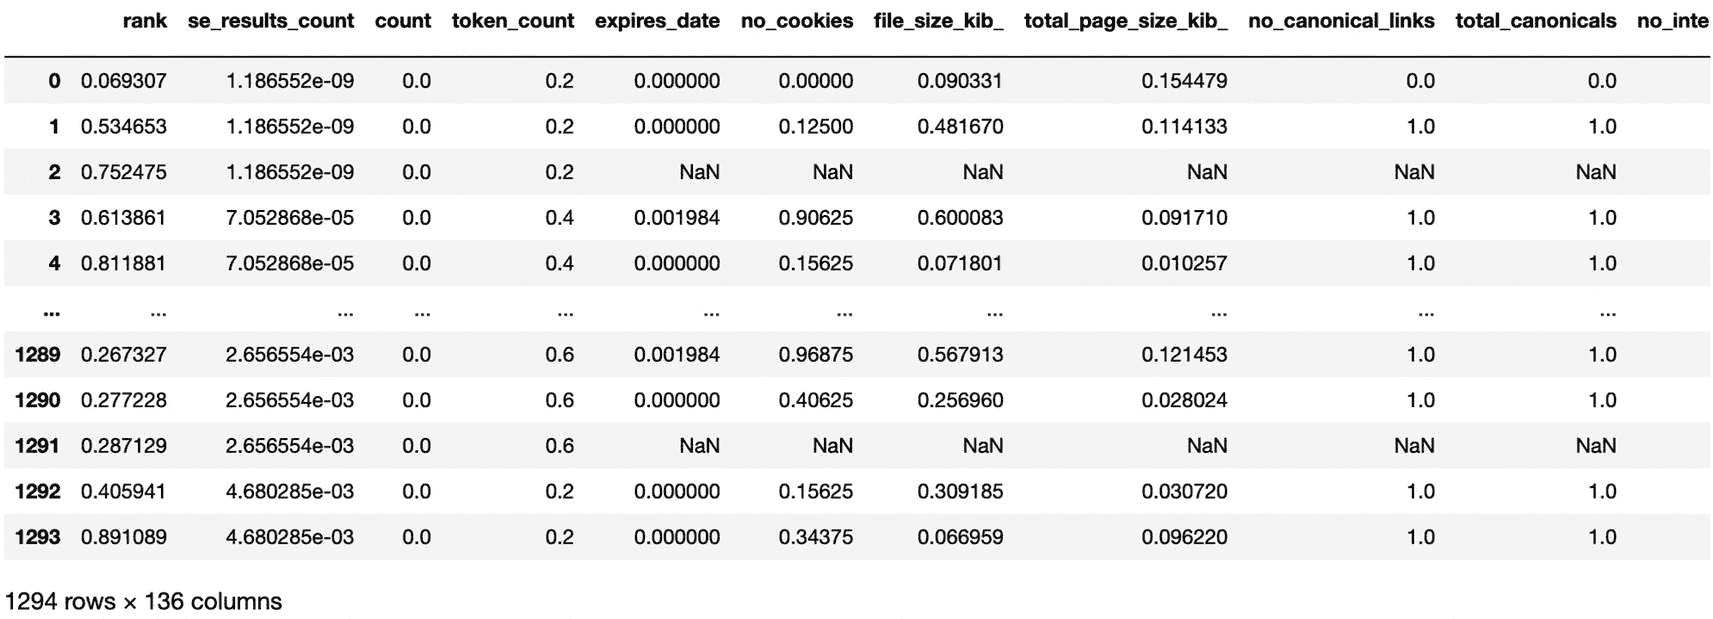 rank se_results_count count token_count expires_date no_cookies file_size_kib_ total_page_size_kib_ no_canonical_links total_canonicals no_inte
0 0.069307 1.186552e-09 0.0 0.2 0.000000 0.00000 0.090331 0.154479 0.0 0.0
1 0.534653 1.186552e-09 0.0 0.2 0.000000 0.12500 0.481670 0.114133 1.0 1.0
2 0.752475 1.186552e-09 0.0 0.2 NaN NaN NaN NaN NaN NaN
3 0.613861 7.052868e-05 0.0 0.4 0.001984 0.90625 0.600083 0.091710 1.0 1.0
4 0.811881 7.052868e-05 0.0 0.4 0.000000 0.15625 0.071801 0.010257 1.0 1.0
... ... ... ... ... ... ... ... ... ... ...
1289 0.267327 2.656554e-03 0.0 0.6 0.001984 0.96875 0.567913 0.121453 1.0 1.0
1290 0.277228 2.656554e-03 0.0 0.6 0.000000 0.40625 0.256960 0.028024 1.0 1.0
1291 0.287129 2.656554e-03 0.0 0.6 NaN NaN NaN NaN NaN NaN
1292 0.405941 4.680285e-03 0.0 0.2 0.000000 0.15625 0.309185 0.030720 1.0 1.0
1293 0.891089 4.680285e-03 0.0 0.2 0.000000 0.34375 0.066959 0.096220 1.0 1.0
1294 rows × 136 columns